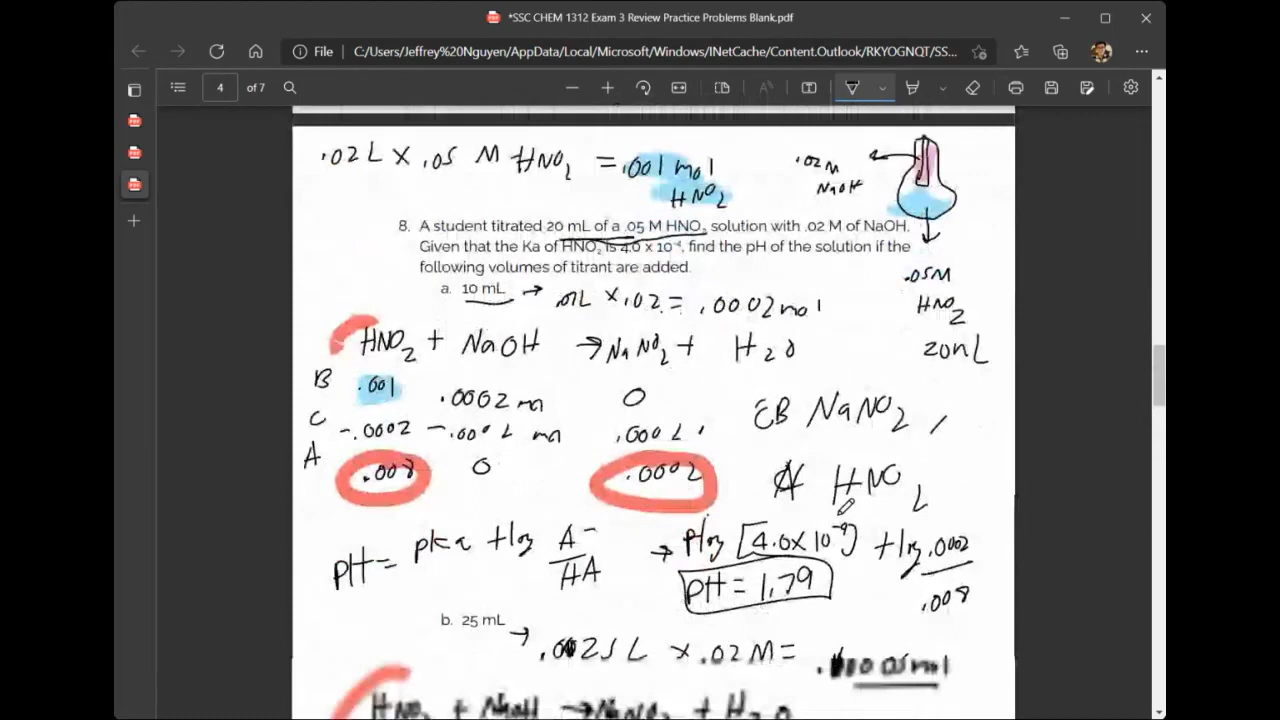 *SSC CHEM 1312 Exam 3 Review Practice Problems Blank.pdf
File C:/Users/Jeffrey%20Nguyen/AppData/Local/Microsoft/Windows/INetCache/Content.Outlook/RKYOGNQT/SS...
4 of 7
.02 L X .05 M HNO2 = .001 mol
HNO2
.02 M
NaOH
8. A student titrated 20 mL of a .05 M HNO2 solution with .02 M of NaOH.
Given that the Ka of HNO2 is 4.0 x 10-4, find the pH of the solution if the
following volumes of titrant are added.
.05M
HNO2
20mL
a. 10 mL → .01L X .02 = .0002 mol
HNO2 + NaOH → NaNO2 + H2O
B .001 .0002 0
C -.0002 -.0002 .0002
A .008 0 .0002
CB NaNO2,
HNO2
pH = pKa + log A-/HA → [4.0X10-4] + log .0002/.008
pH = 1.79
b. 25 mL → .025 L X .02 M =
HNO2 + NaOH → NaNO2 + H2O